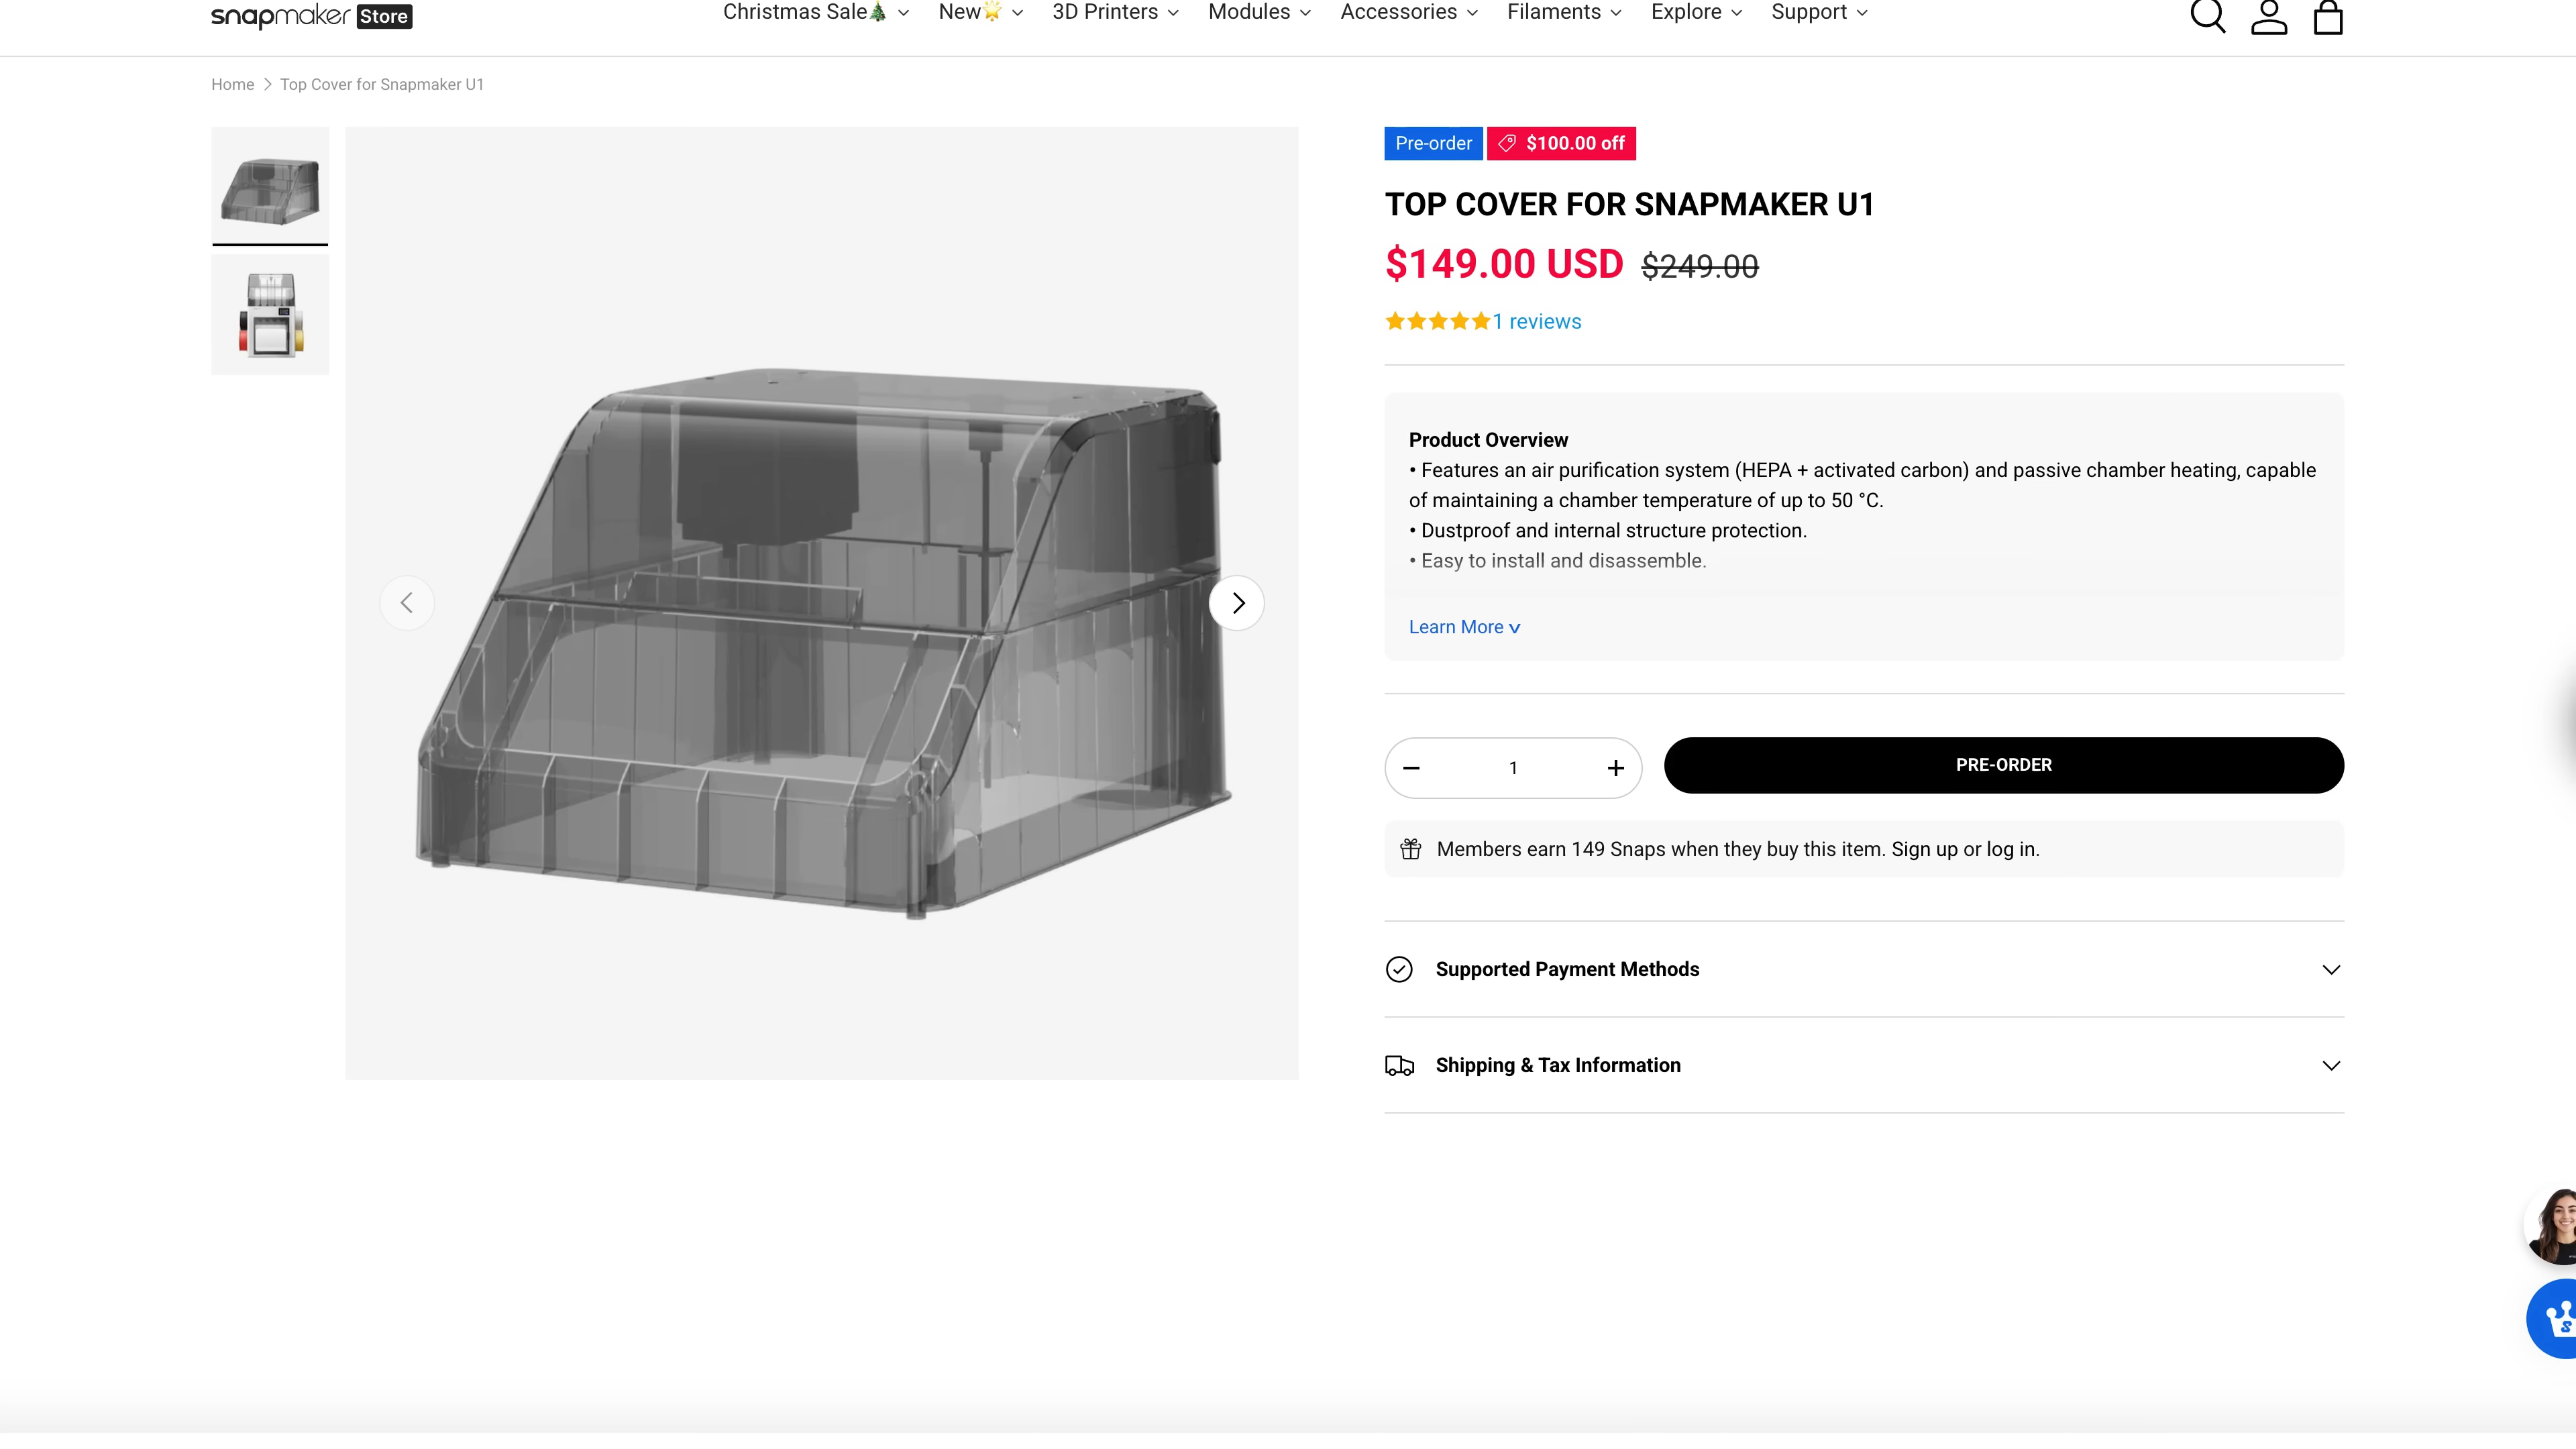 snapmaker Store
Christmas Sale🎄 New🌟 3D Printers Modules Accessories Filaments Explore Support
Home > Top Cover for Snapmaker U1
Pre-order $100.00 off
TOP COVER FOR SNAPMAKER U1
$149.00 USD $249.00
1 reviews
Product Overview
• Features an air purification system (HEPA + activated carbon) and passive chamber heating, capable
of maintaining a chamber temperature of up to 50 °C.
• Dustproof and internal structure protection.
• Easy to install and disassemble.
Learn More
1
PRE-ORDER
Members earn 149 Snaps when they buy this item. Sign up or log in.
Supported Payment Methods
Shipping & Tax Information